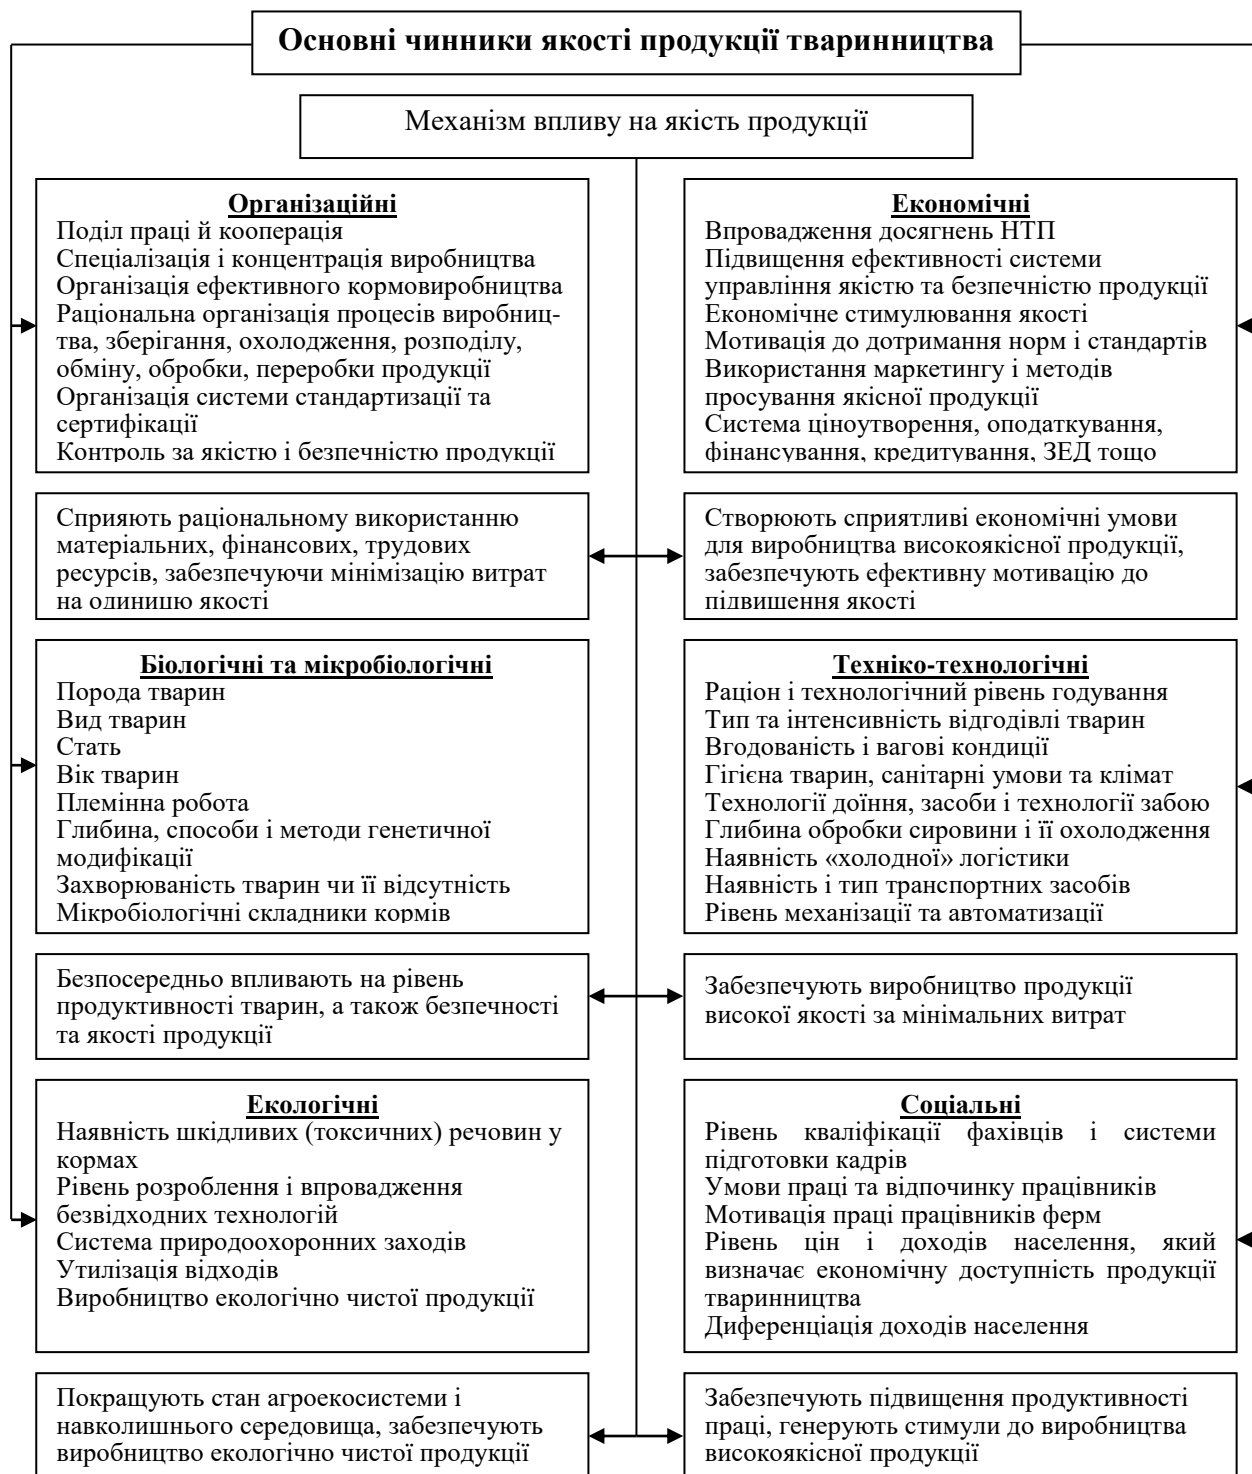 Основні чинники якості продукції тваринництва
Механізм впливу на якість продукції
Організаційні
Поділ праці й кооперація
Спеціалізація і концентрація виробництва
Організація ефективного кормовиробництва
Раціональна організація процесів виробниц-
тва, зберігання, охолодження, розподілу,
обміну, обробки, переробки продукції
Організація системи стандартизації та
сертифікації
Контроль за якістю і безпечністю продукції
Економічні
Впровадження досягнень НТП
Підвищення ефективності системи
управління якістю та безпечністю продукції
Економічне стимулювання якості
Мотивація до дотримання норм і стандартів
Використання маркетингу і методів
просування якісної продукції
Система ціноутворення, оподаткування,
фінансування, кредитування, ЗЕД тощо
Сприяють раціональному використанню
матеріальних, фінансових, трудових
ресурсів, забезпечуючи мінімізацію витрат
на одиницю якості
Створюють сприятливі економічні умови
для виробництва високоякісної продукції,
забезпечують ефективну мотивацію до
підвищення якості
Біологічні та мікробіологічні
Порода тварин
Вид тварин
Стать
Вік тварин
Племінна робота
Глибина, способи і методи генетичної
модифікації
Захворюваність тварин чи її відсутність
Мікробіологічні складники кормів
Техніко-технологічні
Раціон і технологічний рівень годування
Тип та інтенсивність відгодівлі тварин
Вгодованість і вагові кондиції
Гігієна тварин, санітарні умови та клімат
Технології доїння, засоби і технології забою
Глибина обробки сировини і її охолодження
Наявність «холодної» логістики
Наявність і тип транспортних засобів
Рівень механізації та автоматизації
Безпосередньо впливають на рівень
продуктивності тварин, а також безпечності
та якості продукції
Забезпечують виробництво продукції
високої якості за мінімальних витрат
Екологічні
Наявність шкідливих (токсичних) речовин у
кормах
Рівень розроблення і впровадження
безвідходних технологій
Система природоохоронних заходів
Утилізація відходів
Виробництво екологічно чистої продукції
Соціальні
Рівень кваліфікації фахівців і системи
підготовки кадрів
Умови праці та відпочинку працівників
Мотивація праці працівників ферм
Рівень цін і доходів населення, який
визначає економічну доступність продукції
тваринництва
Диференціація доходів населення
Покращують стан агроекосистеми і
навколишнього середовища, забезпечують
виробництво екологічно чистої продукції
Забезпечують підвищення продуктивності
праці, генерують стимули до виробництва
високоякісної продукції